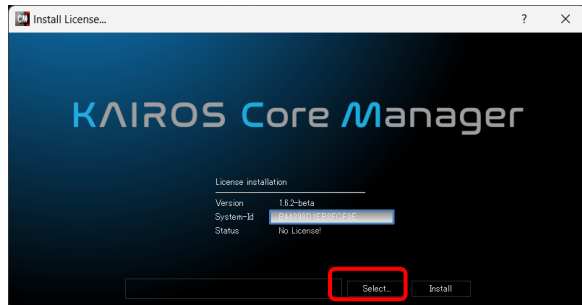 CM Install License... ? ×
KAIROS Core Manager
License installation
Version 1.6.2-beta
System-Id
Status No License!
Select... Install